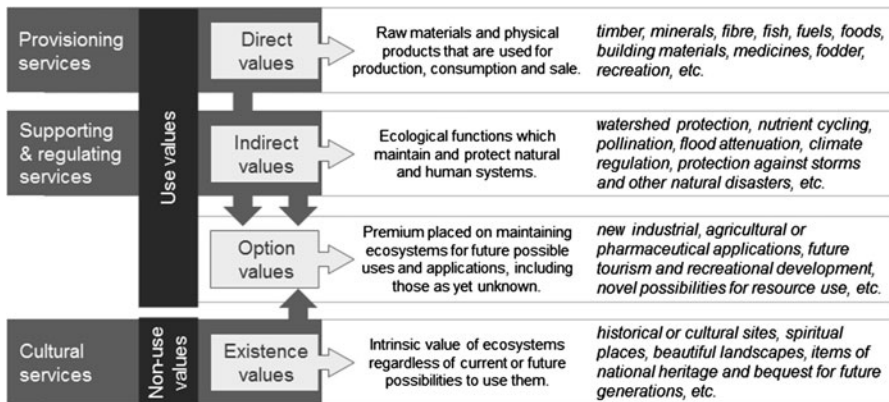 Provisioning
services
Direct
values
Raw materials and physical
products that are used for
production, consumption and sale.
timber, minerals, fibre, fish, fuels, foods,
building materials, medicines, fodder,
recreation, etc.
Use values
Supporting
& regulating
services
Indirect
values
Ecological functions which
maintain and protect natural
and human systems.
watershed protection, nutrient cycling,
pollination, flood attenuation, climate
regulation, protection against storms
and other natural disasters, etc.
Option
values
Premium placed on maintaining
ecosystems for future possible
uses and applications, including
those as yet unknown.
new industrial, agricultural or
pharmaceutical applications, future
tourism and recreational development,
novel possibilities for resource use, etc.
Cultural
services
Non-use
values
Existence
values
Intrinsic value of ecosystems
regardless of current or future
possibilities to use them.
historical or cultural sites, spiritual
places, beautiful landscapes, items of
national heritage and bequest for future
generations, etc.